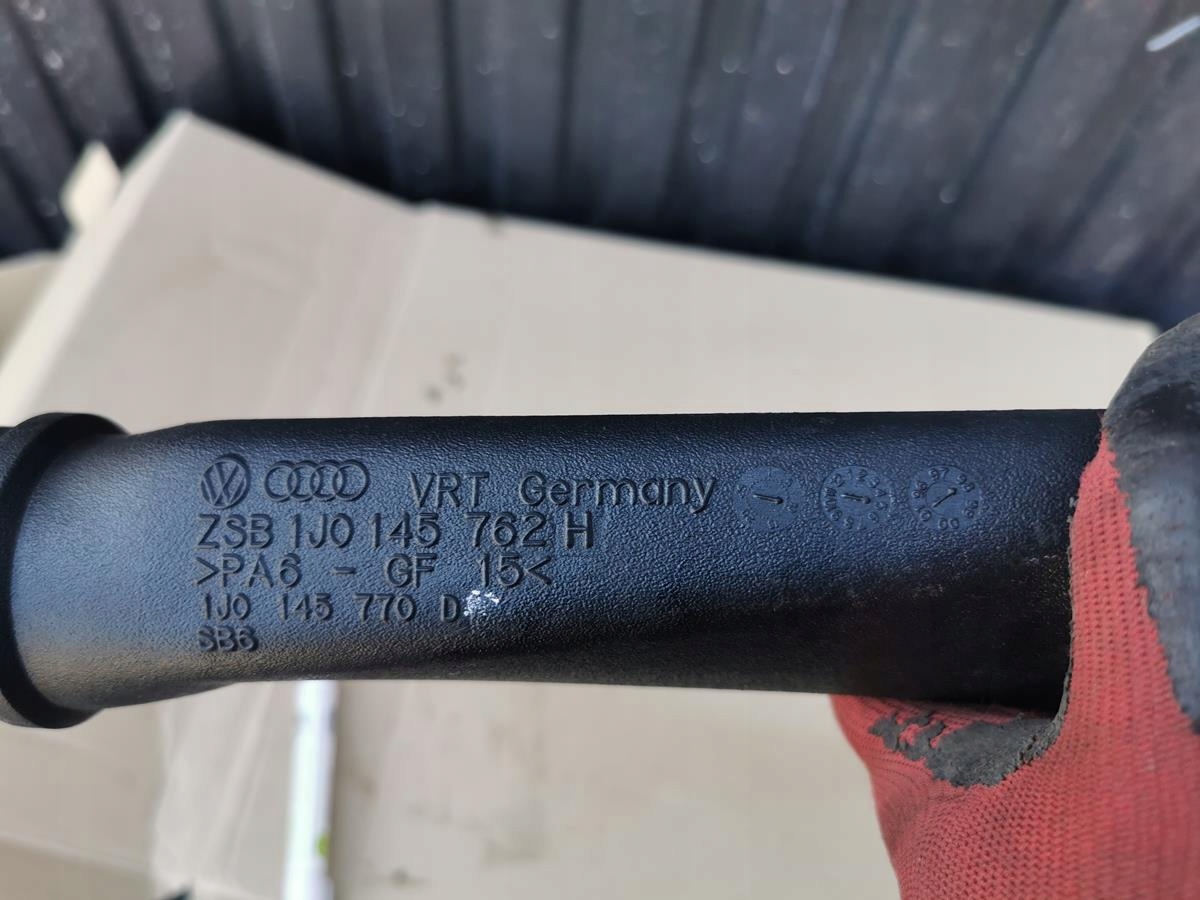 VRT Germany
ZSB 1J0 145 762 H
>PA6 - GF 15<
1J0 145 770 D
SB6